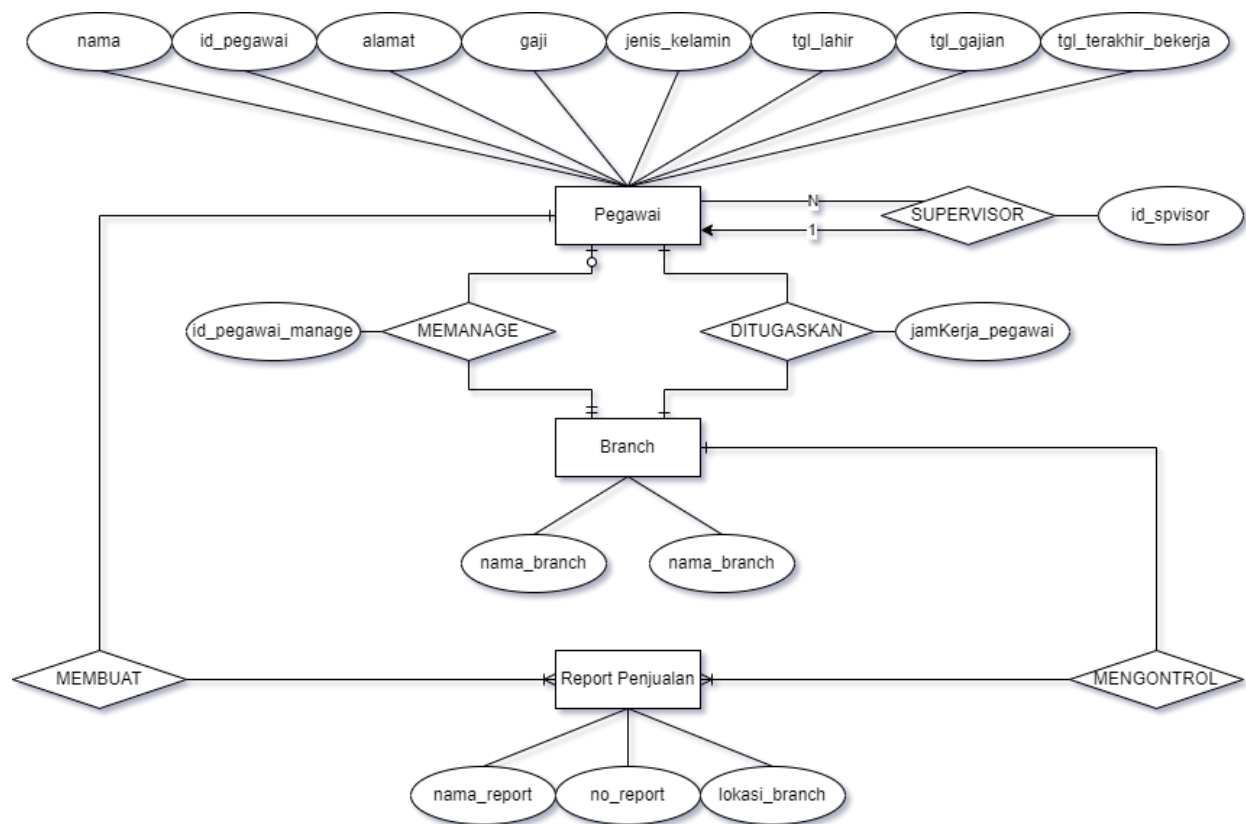 nama
id_pegawai
alamat
gaji
jenis_kelamin
tgl_lahir
tgl_gajian
tgl_terakhir_bekerja
Pegawai
N
1
SUPERVISOR
id_spvisor
id_pegawai_manage
MEMANAGE
DITUGASKAN
jamKerja_pegawai
Branch
nama_branch
nama_branch
MEMBUAT
Report Penjualan
MENGONTROL
nama_report
no_report
lokasi_branch